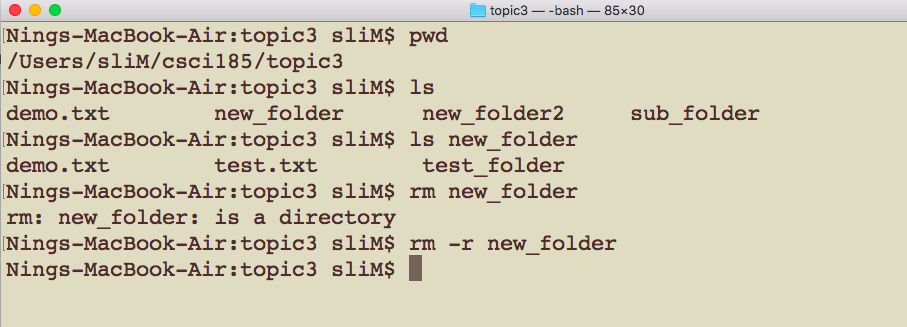 topic3 — -bash — 85×30
[Nings-MacBook-Air:topic3 sliM$ pwd
/Users/sliM/csci185/topic3
[Nings-MacBook-Air:topic3 sliM$ ls
demo.txt new_folder new_folder2 sub_folder
[Nings-MacBook-Air:topic3 sliM$ ls new_folder
demo.txt test.txt test_folder
[Nings-MacBook-Air:topic3 sliM$ rm new_folder
rm: new_folder: is a directory
[Nings-MacBook-Air:topic3 sliM$ rm -r new_folder
Nings-MacBook-Air:topic3 sliM$